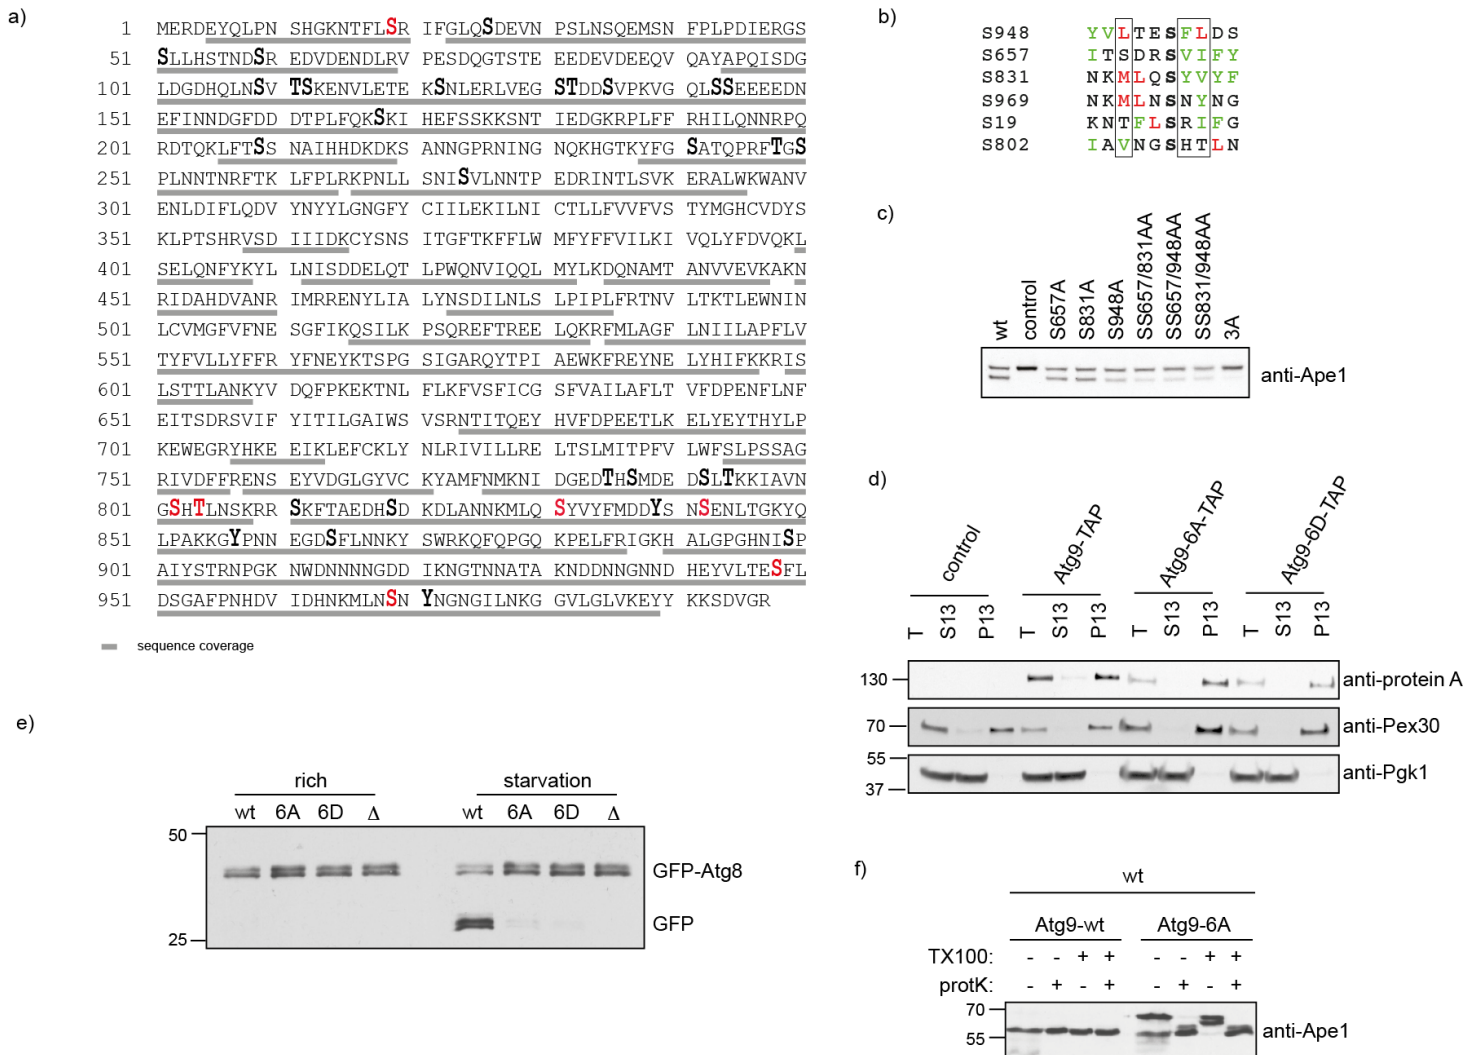 a)
1 MERDEYQLPN SHGKNTFLSR IFGLQSDEVN PSLNSQEMSN FPLPDIERGS
51 SLLHSTNDSR EDVDENDLRV PESDQGTSTE EEDEVDEEQV QAYAPQISDG
101 LDGDHQLNSV TSKENVLETE KSNLERLVEG STDDSVPKVG QLSSEEEEDN
151 EFINNDGFDD DTPLFQKSKI HEFSSKKSNT IEDGKRPLFF RHILQNNRPQ
201 RDTQKLFTSS NAIHHDKDKS ANNGPRNING NQKHGTKYFG SATQPRFTGS
251 PLNNTNRFTK LFPLRKPNLL SNISVLNNTP EDRINTLSVK ERALWKWANV
301 ENLDIFLQDV YNYYLGNGFY CIILEKILNI CTLLFVVFVS TYMGHCVDYS
351 KLPTSHRVSD IIIDKCYSNS ITGFTKFFLW MFYFFVILKI VQLYFDVQKL
401 SELQNFYKYL LNISDDELQT LPWQNVIQQL MYLKDQNAMT ANVVEVKAKN
451 RIDAHDVANR IMRRENYLIA LYNSDILNLS LPIPLFRTNV LTKTLEWNIN
501 LCVMGFVFNE SGFIKQSILK PSQREFTREE LQKRFMLAGF LNIILAPFLV
551 TYFVLLYFFR YFNEYKTSPG SIGARQYTPI AEWKFREYNE LYHIFKKRIS
601 LSTTLANKYV DQFPKEKTNL FLKFVSFICG SFVAILAFLT VFDPENFLNF
651 EITSDRSVIF YITILGAIWS VSRNTITQEY HVFDPEETLK ELYEYTHYLP
701 KEWEGRYHKE EIKLEFCKLY NLRIVILLRE LTSLMITPFV LWFSLPSSAG
751 RIVDFFRENS EYVDGLGYVC KYAMFNMKNI DGEDTHSMDE DSLTKKIAVN
801 GSHTLNSKRR SKFTAEDHSD KDLANNKMLQ SYVYFMDDYS NSENLTGKYQ
851 LPAKKGYPNN EGDSFLNNKY SWRKQFQPGQ KPELFRIGKH ALGPGHNISP
901 AIYSTRNPGK NWDNNNNGDD IKNGTNNATA KNDDNNGNND HEYVLTESFL
951 DSGAFPNHDV IDHNKMLNSN YNGNGILNKG GVLGLVKEYY KKSDVGR
sequence coverage
b)
S948 YVLTESFLDS
S657 ITSDRSVIFY
S831 NKMLQSYVYF
S969 NKMLNSNYNG
S19 KNTFLSRIFG
S802 IAVNGSHTLN
c)
wt control S657A S831A S948A SS657/831AA SS657/948AA SS831/948AA 3A
anti-Ape1
d)
control Atg9-TAP Atg9-6A-TAP Atg9-6D-TAP
T S13 P13 T S13 P13 T S13 P13 T S13 P13
130 anti-protein A
70 anti-Pex30
55
37
anti-Pgk1
e)
rich starvation
wt 6A 6D Δ wt 6A 6D Δ
50
GFP-Atg8
GFP
25
f)
wt
Atg9-wt Atg9-6A
TX100: - - + + - - + +
protK: - + - + - + - +
70
55
anti-Ape1